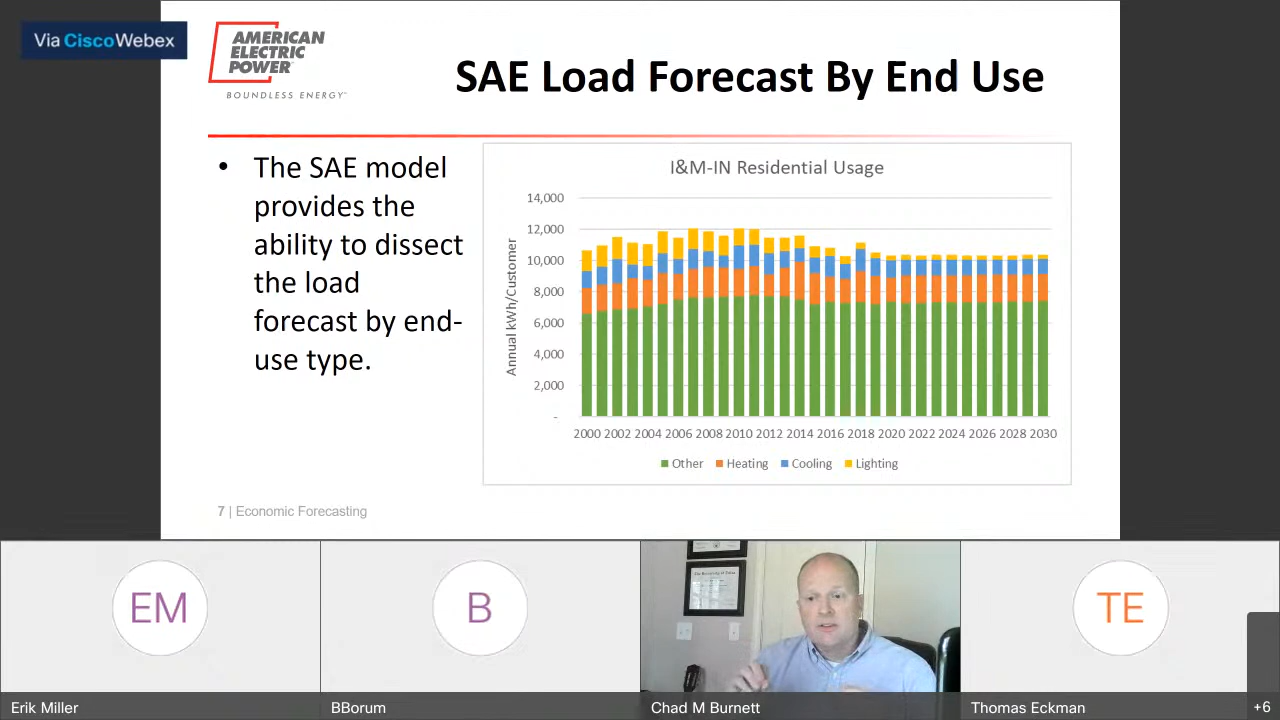 Via Cisco Webex
AMERICAN
ELECTRIC
POWER
BOUNDLESS ENERGY™
SAE Load Forecast By End Use
• The SAE model
provides the
ability to dissect
the load
forecast by end-
use type.
I&M-IN Residential Usage
Annual kWh/Customer
14,000
12,000
10,000
8,000
6,000
4,000
2,000
-
2000 2002 2004 2006 2008 2010 2012 2014 2016 2018 2020 2022 2024 2026 2028 2030
Other Heating Cooling Lighting
7 | Economic Forecasting
EM
B
TE
Erik Miller
BBorum
Chad M Burnett
Thomas Eckman
+6